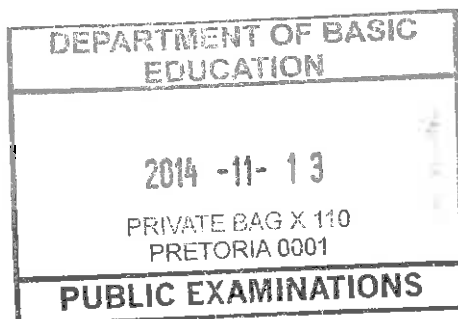 DEPARTMENT OF BASIC
EDUCATION
2014 -11- 13
PRIVATE BAG X 110
PRETORIA 0001
PUBLIC EXAMINATIONS